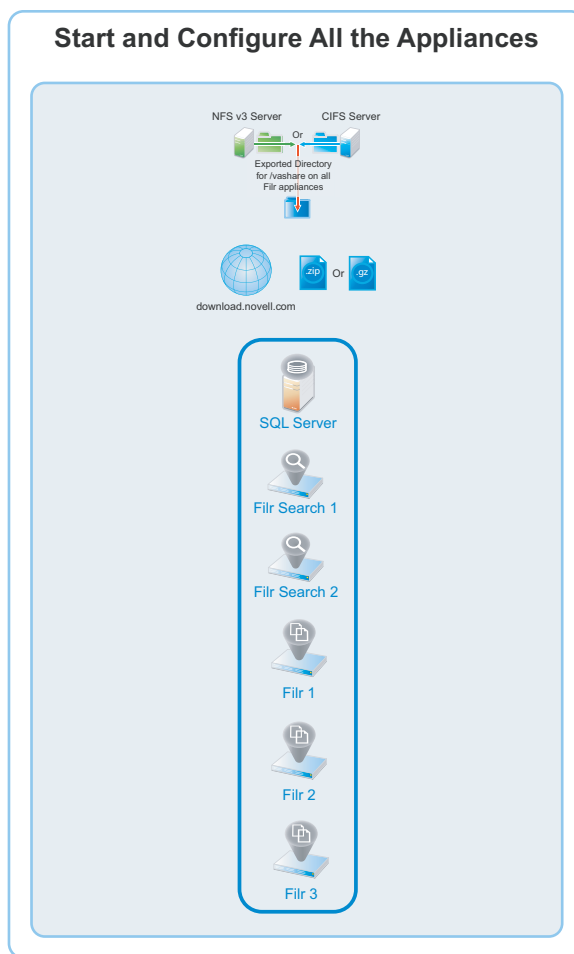 Start and Configure All the Appliances
NFS v3 Server
CIFS Server
Or
Exported Directory
for /vashare on all
Filr appliances
V
download.novell.com
.zip
Or
.gz
SQL Server
Filr Search 1
Filr Search 2
Filr 1
Filr 2
Filr 3